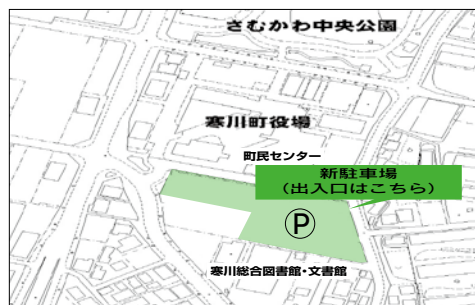 さむかわ中央公園
寒川町役場
町民センター
新駐車場
(出入口はこちら)
P
寒川総合図書館・文書館